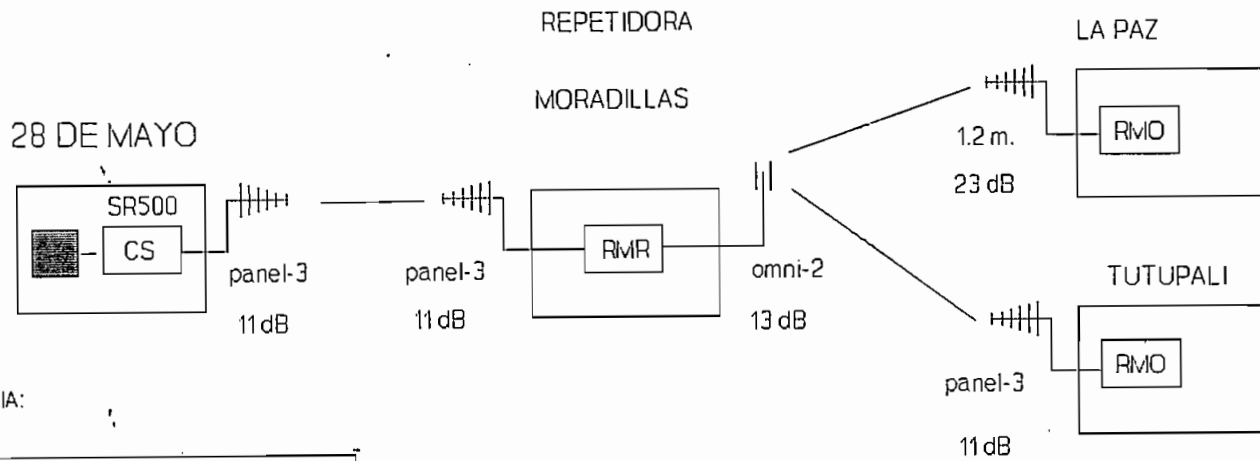 REPETIDORA
MORADILLAS
28 DE MAYO
SR500
CS
panel-3
11 dB
panel-3
11 dB
RMR
omni-2
13 dB
LA PAZ
RMO
1.2 m.
23 dB
TUTUPALI
RMO
panel-3
11 dB
IA: